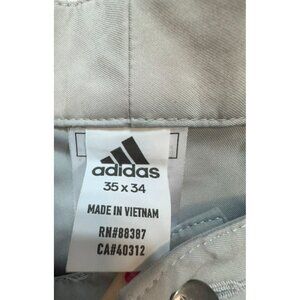 adidas
35 x 34
MADE IN VIETNAM
RN#88387
CA#40312